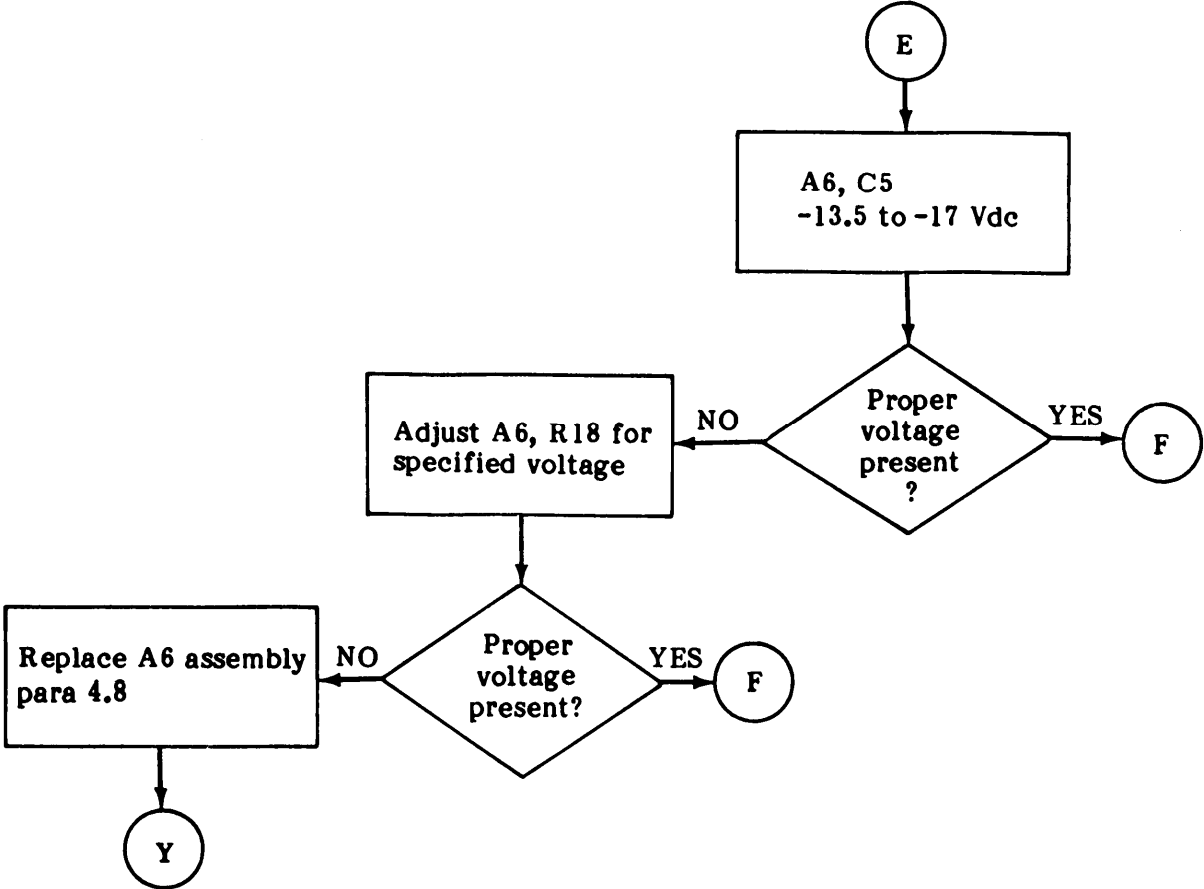 E
A6, C5
-13.5 to -17 Vdc
Proper
voltage
present
?
YES
F
NO
Adjust A6, R18 for
specified voltage
Proper
voltage
present?
YES
F
NO
Replace A6 assembly
para 4.8
Y